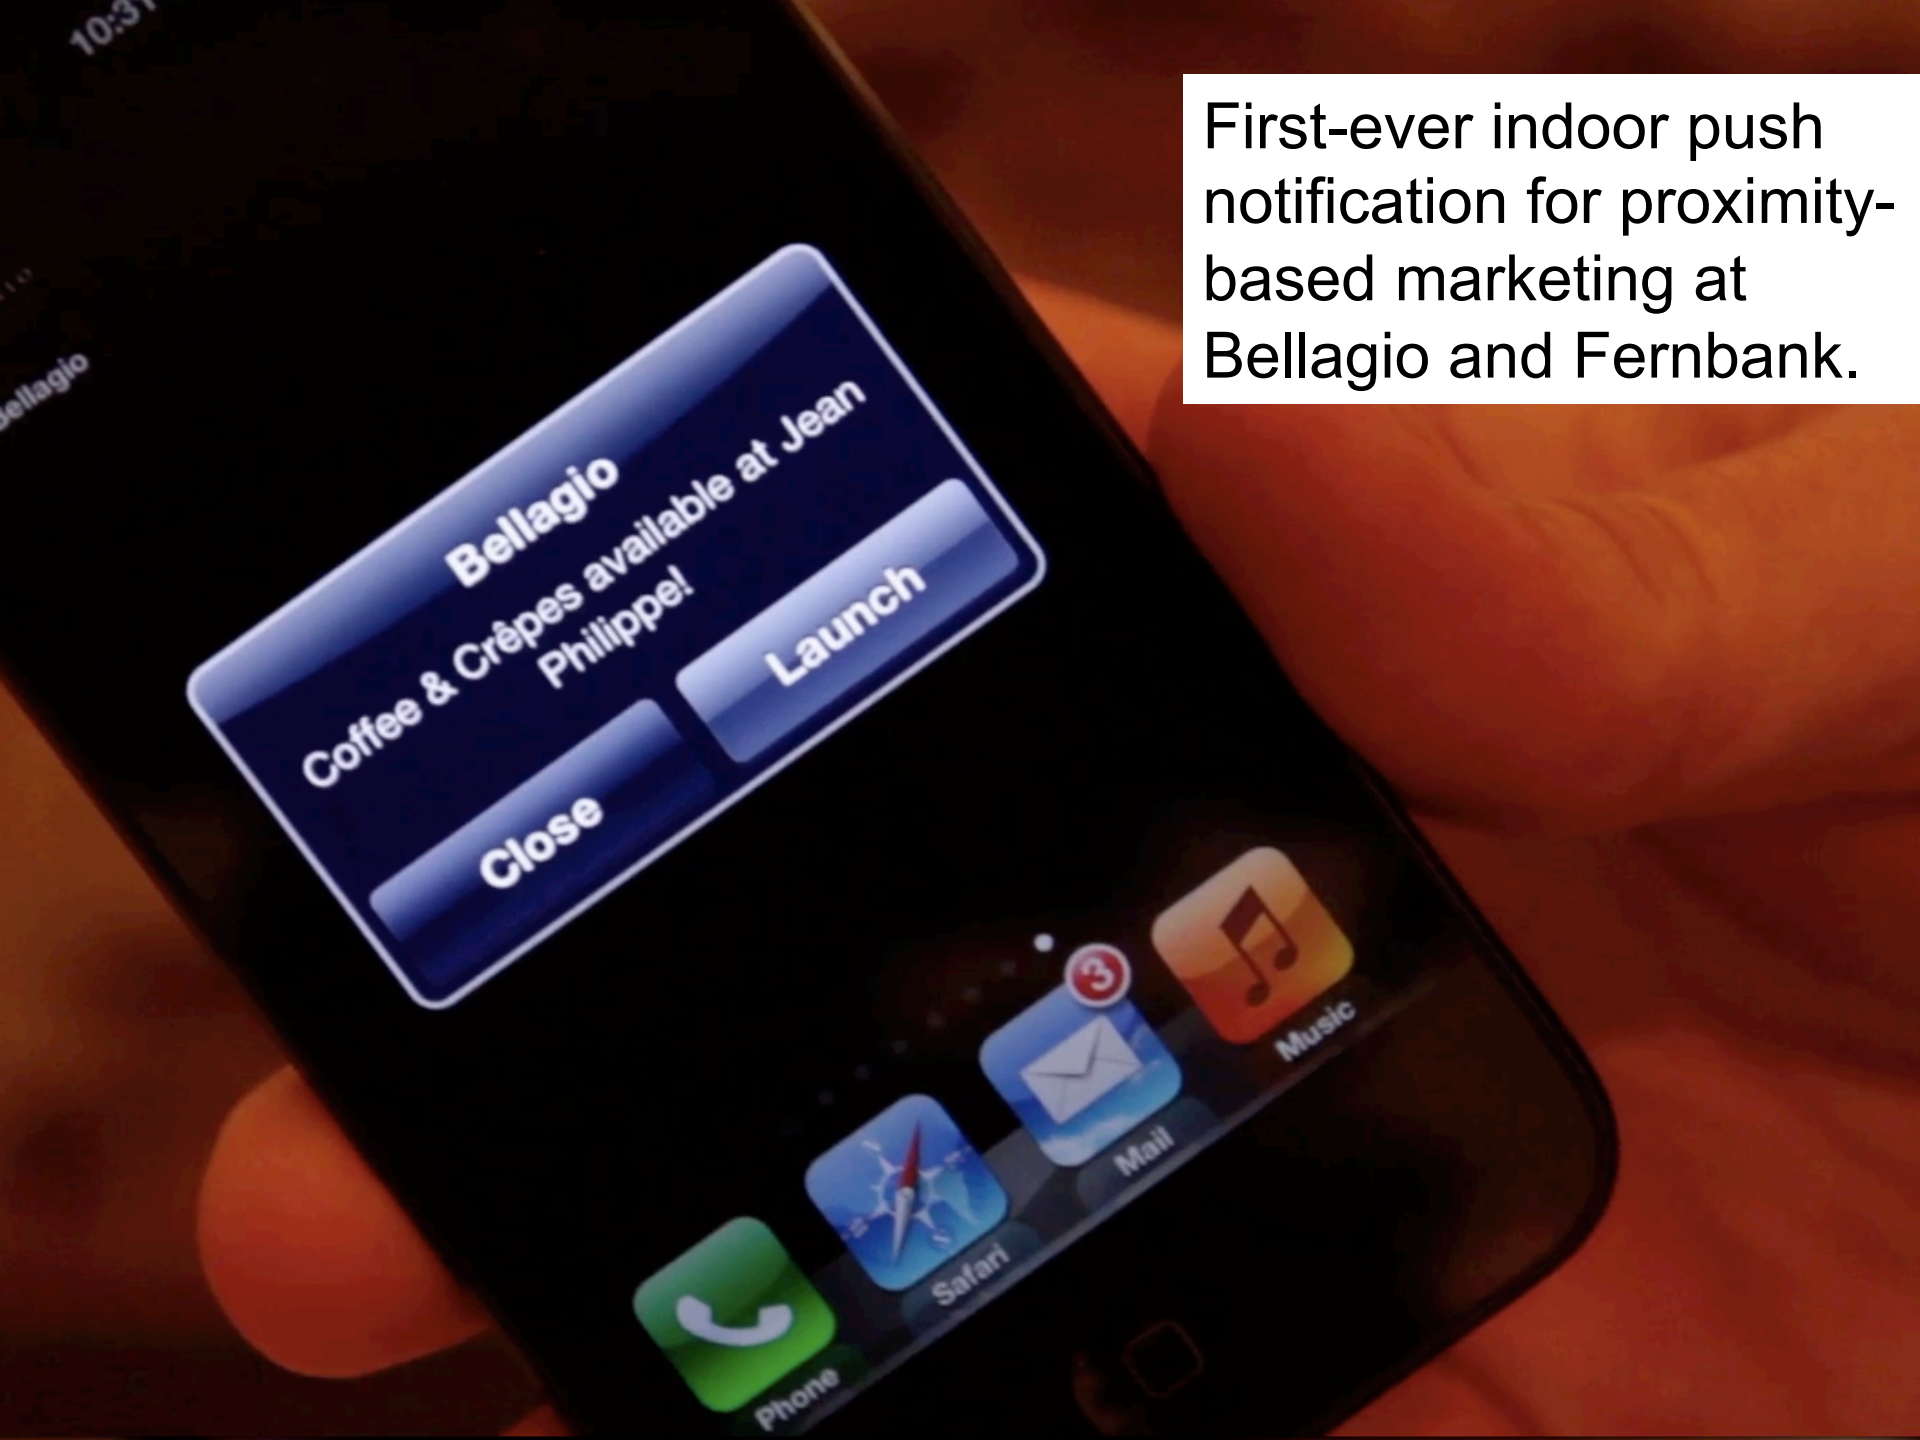 10:31
First-ever indoor push
notification for proximity-
based marketing at
Bellagio and Fernbank.
Bellagio
Bellagio
Coffee & Crêpes available at Jean
Philippe!
Close
Launch
3
Phone
Safari
Mail
Music